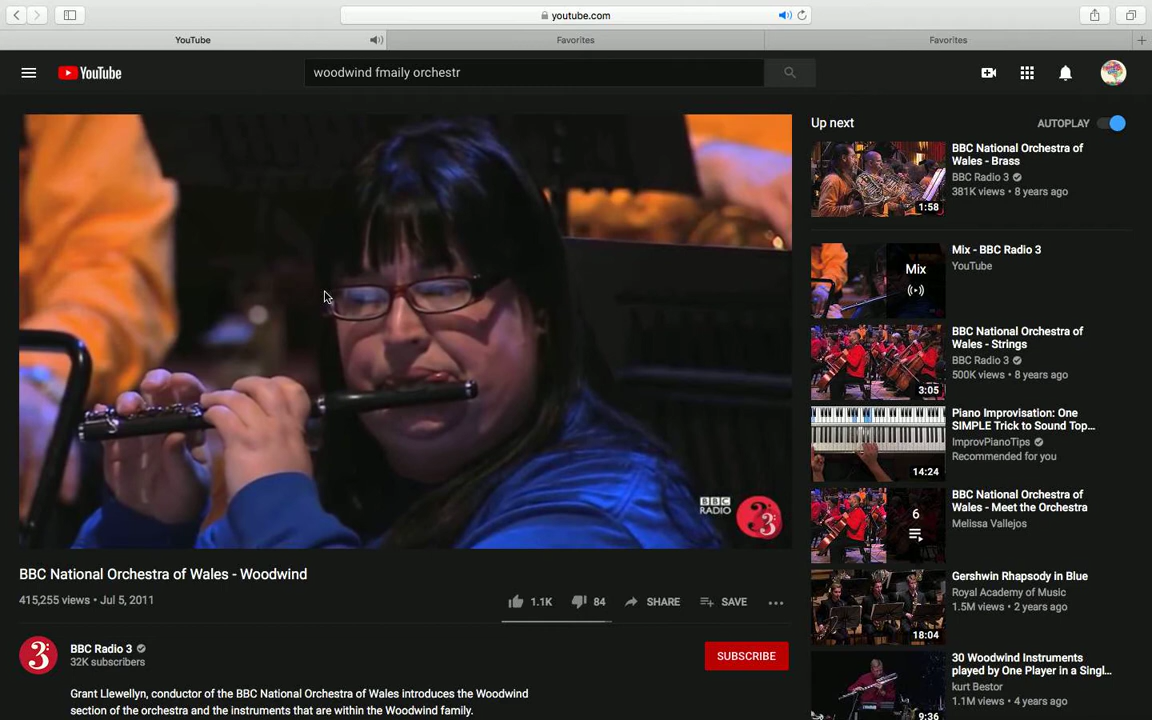 youtube.com
YouTube
Favorites
Favorites
YouTube
woodwind fmaily orchestr
BBC
RADIO
3
BBC National Orchestra of Wales - Woodwind
415,255 views • Jul 5, 2011
1.1K
84
SHARE
SAVE
3
BBC Radio 3
32K subscribers
SUBSCRIBE
Grant Llewellyn, conductor of the BBC National Orchestra of Wales introduces the Woodwind
section of the orchestra and the instruments that are within the Woodwind family.
Up next
AUTOPLAY
BBC National Orchestra of
Wales - Brass
BBC Radio 3
381K views • 8 years ago
1:58
Mix - BBC Radio 3
YouTube
Mix
BBC National Orchestra of
Wales - Strings
BBC Radio 3
500K views • 8 years ago
3:05
Piano Improvisation: One
SIMPLE Trick to Sound Top...
ImprovPianoTips
Recommended for you
14:24
BBC National Orchestra of
Wales - Meet the Orchestra
Melissa Vallejos
6
Gershwin Rhapsody in Blue
Royal Academy of Music
1.5M views • 2 years ago
18:04
30 Woodwind Instruments
played by One Player in a Singl...
kurt Bestor
1.1M views • 4 years ago
9:36